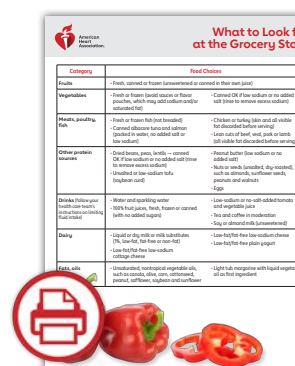 American
Heart
Association.
What to Look f
at the Grocery Sto
Category
Food Choices
Fruits
• Fresh, canned or frozen (unsweetened or canned in their own juice)
Vegetables
• Fresh or frozen (avoid sauces or flavor
pouches, which may add sodium and/or
saturated fat)
• Canned OK if low sodium or no added
salt (rinse to remove excess sodium)
Meats, poultry,
fish
• Fresh or frozen fish (not breaded)
• Canned albacore tuna and salmon
(packed in water, no added salt or
low sodium)
• Chicken or turkey (skin and all visible
fat discarded before serving)
• Lean cuts of beef, veal, pork or lamb
(all visible fat discarded before serving)
Other protein
sources
• Dried beans, peas, lentils — canned
OK if low sodium or no added salt (rinse
to remove excess sodium)
• Unsalted or low-sodium tofu
(soybean curd)
• Peanut butter (low sodium or no
added salt)
• Nuts or seeds (unsalted, dry-roasted),
such as almonds, sunflower seeds,
peanuts and walnuts
• Eggs
Drinks (follow your
health care team's
instructions on limiting
fluid intake)
• Water and sparkling water
• 100% fruit juices, fresh, frozen or canned
(with no added sugars)
• Low-sodium or no-salt-added tomato
and vegetable juice
• Tea and coffee in moderation
• Soy or almond milk (unsweetened)
Dairy
• Liquid or dry milk or milk substitutes
(1%, low-fat, fat-free or non-fat)
• Low-fat/fat-free low-sodium
cottage cheese
• Low-fat/fat-free low-sodium cheese
• Low-fat/fat-free plain yogurt
Fats, oils
• Unsaturated, nontropical vegetable oils,
such as canola, olive, corn, cottonseed,
peanut, safflower, soybean and sunflower
• Light tub margarine with liquid vegeta
oil as first ingredient